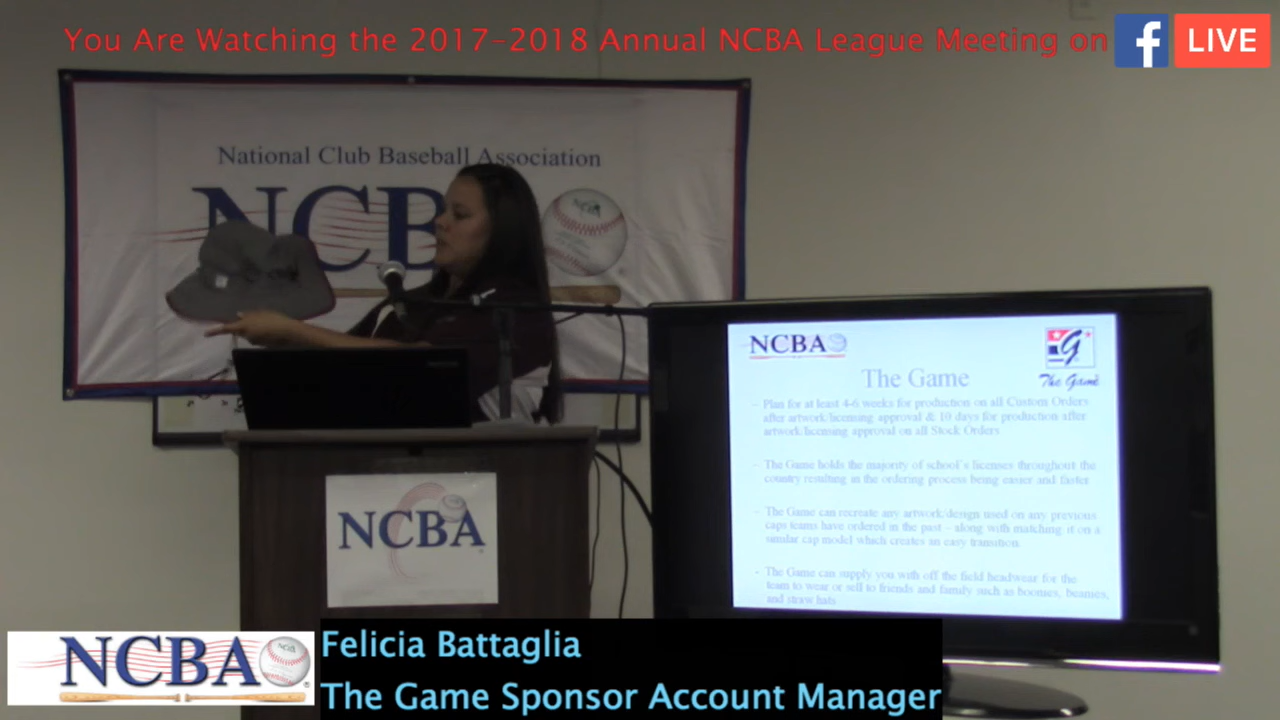 You Are Watching the 2017-2018 Annual NCBA League Meeting on f LIVE
National Club Baseball Association
NCB
NCBA
The Game
The Game
– Plan for at least 4-6 weeks for production on all Custom Orders
after artwork/licensing approval & 10 days for production after
artwork/licensing approval on all Stock Orders
– The Game holds the majority of school's licenses throughout the
country resulting in the ordering process being easier and faster
– The Game can recreate any artwork/design used on any previous
caps teams have ordered in the past – along with matching it on a
similar cap model which creates an easy transition.
– The Game can supply you with off the field headwear for the
team to wear or sell to friends and family such as boonies, beanies,
and straw hats
NCBA
NCBA
Felicia Battaglia
The Game Sponsor Account Manager